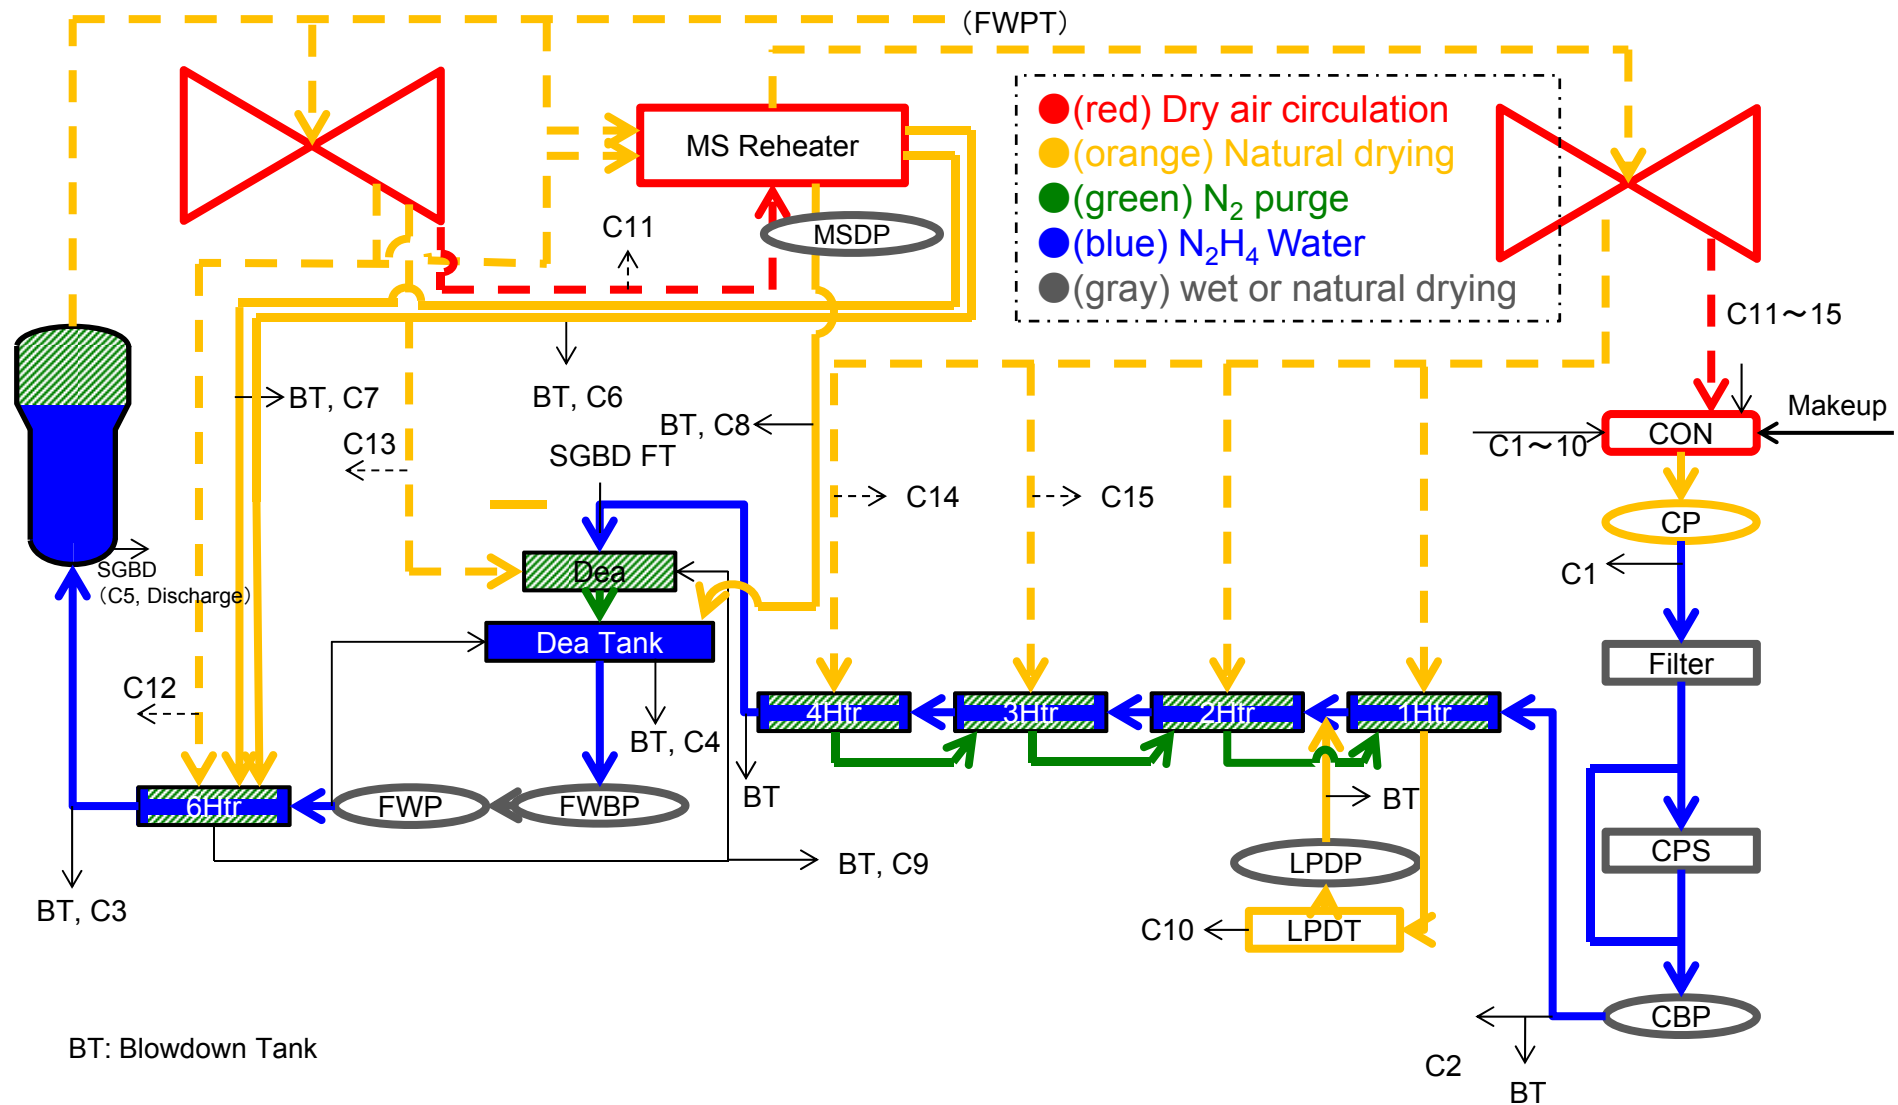 (FWPT)
MS Reheater
●(red) Dry air circulation
●(orange) Natural drying
●(green) N₂ purge
●(blue) N₂H₄ Water
●(gray) wet or natural drying
C11
MSDP
C11～15
BT, C7
BT, C6
BT, C8
Makeup
C1～10
CON
C13
SGBD FT
C14
C15
CP
SGBD
(C5, Discharge)
Dea
C1
Dea Tank
Filter
C12
4Htr
3Htr
2Htr
1Htr
BT, C4
BT
BT
6Htr
FWP
FWBP
CPS
BT, C9
LPDP
BT, C3
C10
LPDT
CBP
BT: Blowdown Tank
C2
BT